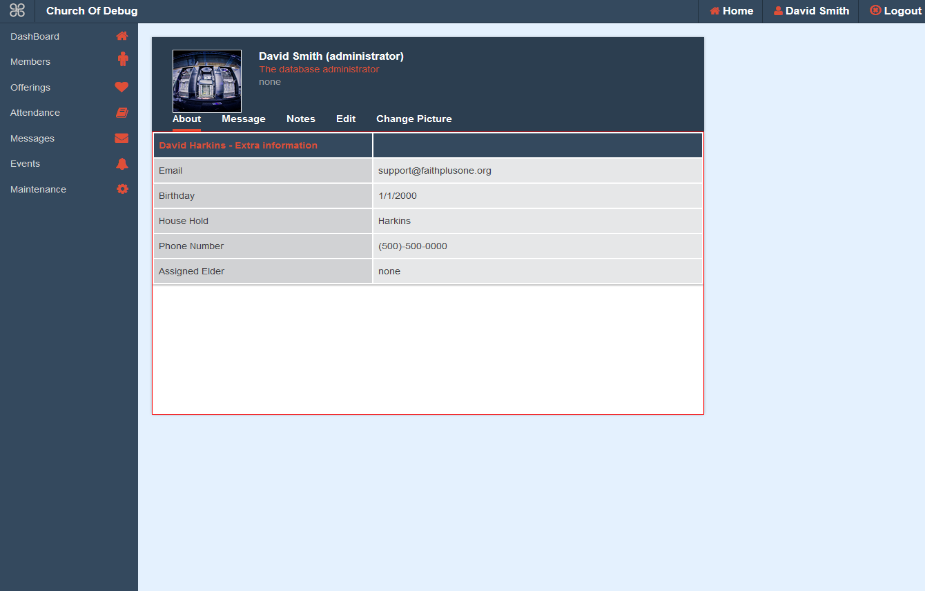 Church Of Debug
Home
David Smith
Logout
DashBoard
Members
Offerings
Attendance
Messages
Events
Maintenance
David Smith (administrator)
The database administrator
none
About Message Notes Edit Change Picture
David Harkins - Extra information
Email support@faithplusone.org
Birthday 1/1/2000
House Hold Harkins
Phone Number (500)-500-0000
Assigned Elder none